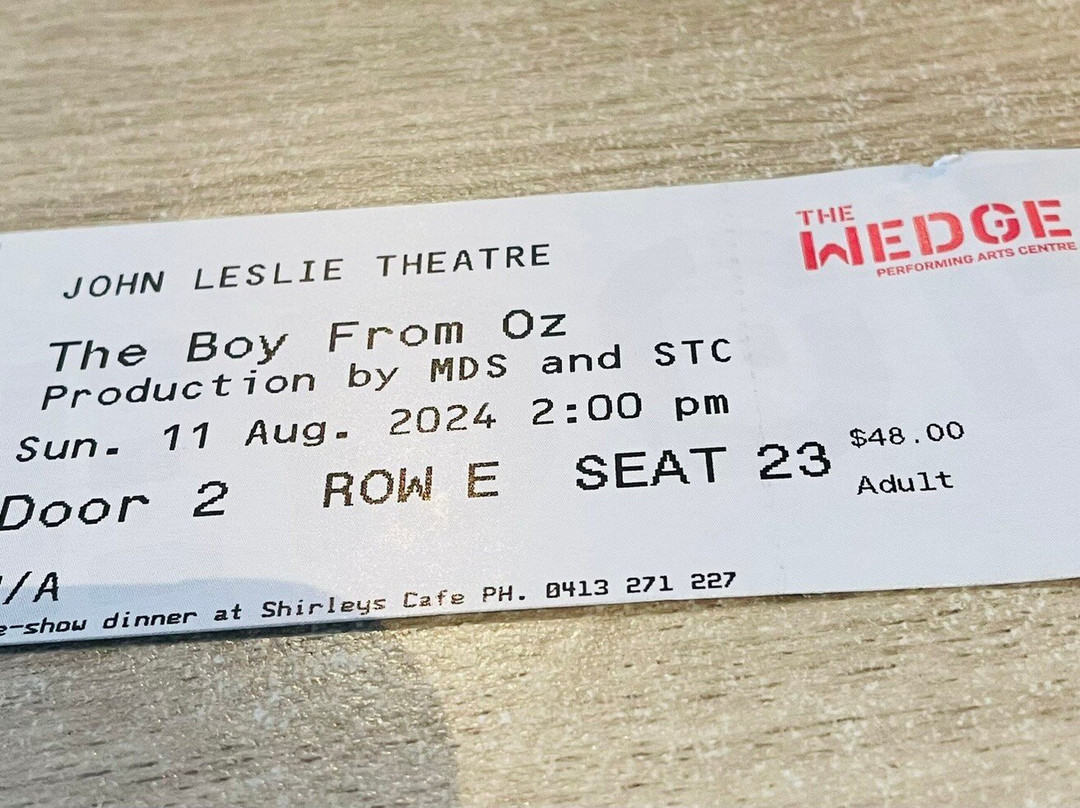 THE
WEDGE
PERFORMING ARTS CENTRE
JOHN LESLIE THEATRE
The Boy From Oz
Production by MDS and STC
Sun. 11 Aug. 2024 2:00 pm
Door 2 ROW E SEAT 23 $48.00
Adult
/A
e-show dinner at Shirleys Cafe PH. 0413 271 227